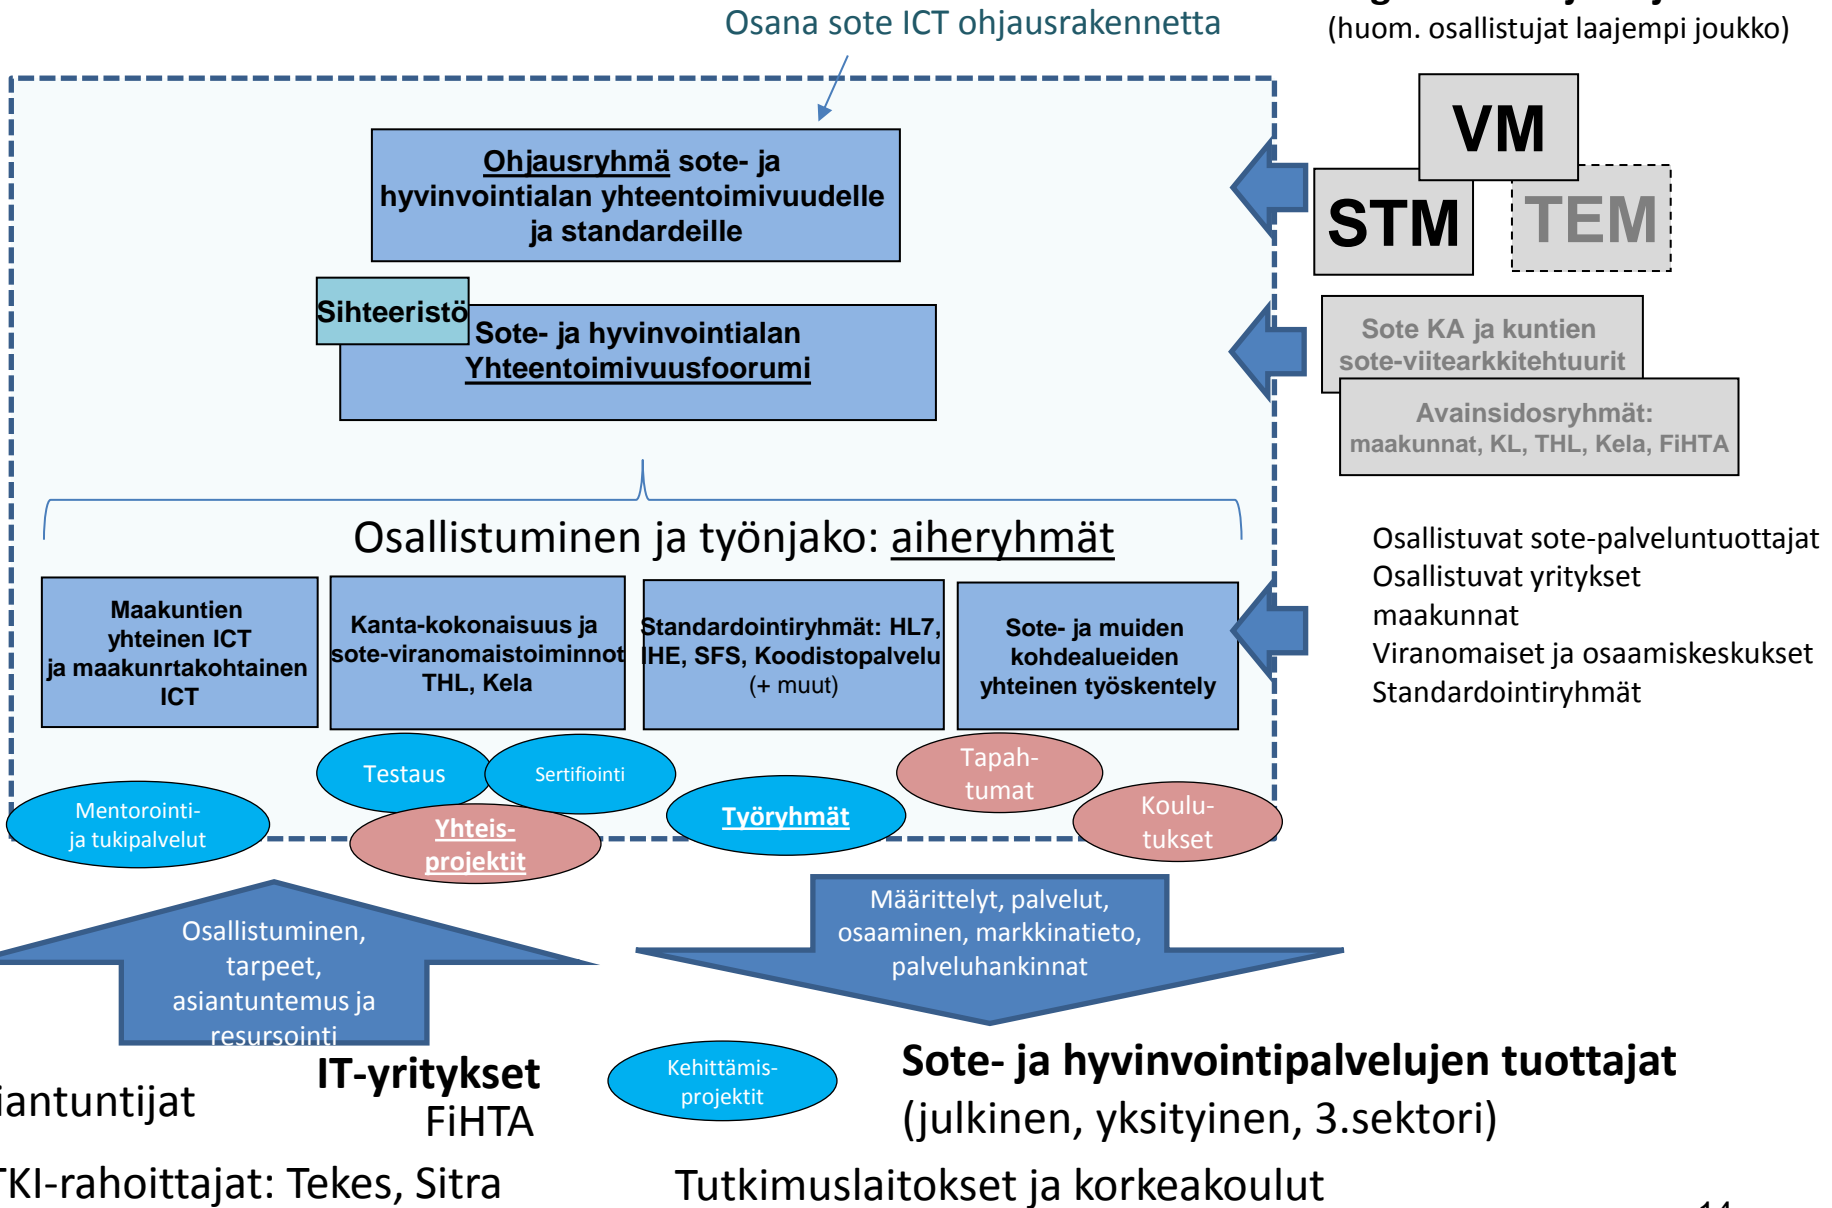 Osana sote ICT ohjausrakennetta
(huom. osallistujat laajempi joukko)
VM
STM
TEM
Ohjausryhmä sote- ja
hyvinvointialan yhteentoimivuudelle
ja standardeille
Sihteeristö
Sote- ja hyvinvointialan
Yhteentoimivuusfoorumi
Sote KA ja kuntien
sote-viitearkkitehtuurit
Avainsidosryhmät:
maakunnat, KL, THL, Kela, FiHTA
Osallistuminen ja työnjako: aiheryhmät
Osallistuvat sote-palveluntuottajat
Osallistuvat yritykset
maakunnat
Viranomaiset ja osaamiskeskukset
Standardointiryhmät
Maakuntien
yhteinen ICT
ja maakunrtakohtainen
ICT
Kanta-kokonaisuus ja
sote-viranomaistoiminnot
THL, Kela
Standardointiryhmät: HL7,
IHE, SFS, Koodistopalvelu
(+ muut)
Sote- ja muiden
kohdealueiden
yhteinen työskentely
Mentorointi-
ja tukipalvelut
Testaus
Sertifiointi
Yhteis-
projektit
Työryhmät
Tapah-
tumat
Koulu-
tukset
Osallistuminen,
tarpeet,
asiantuntemus ja
resursointi
Määrittelyt, palvelut,
osaaminen, markkinatieto,
palveluhankinnat
iantuntijat
IT-yritykset
FiHTA
Kehittämis-
projektit
Sote- ja hyvinvointipalvelujen tuottajat
(julkinen, yksityinen, 3.sektori)
TKI-rahoittajat: Tekes, Sitra
Tutkimuslaitokset ja korkeakoulut